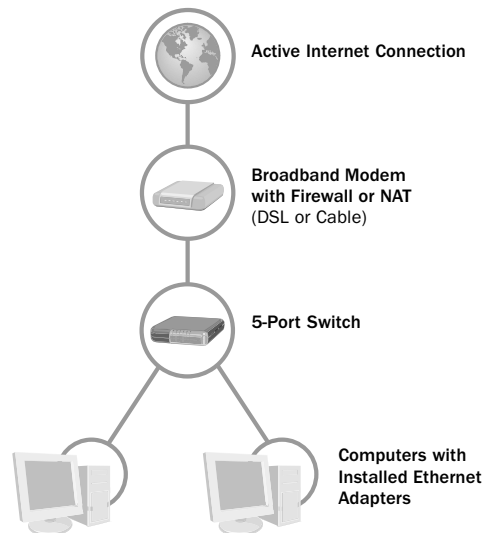 Active Internet Connection
Broadband Modem
with Firewall or NAT
(DSL or Cable)
5-Port Switch
Computers with
Installed Ethernet
Adapters